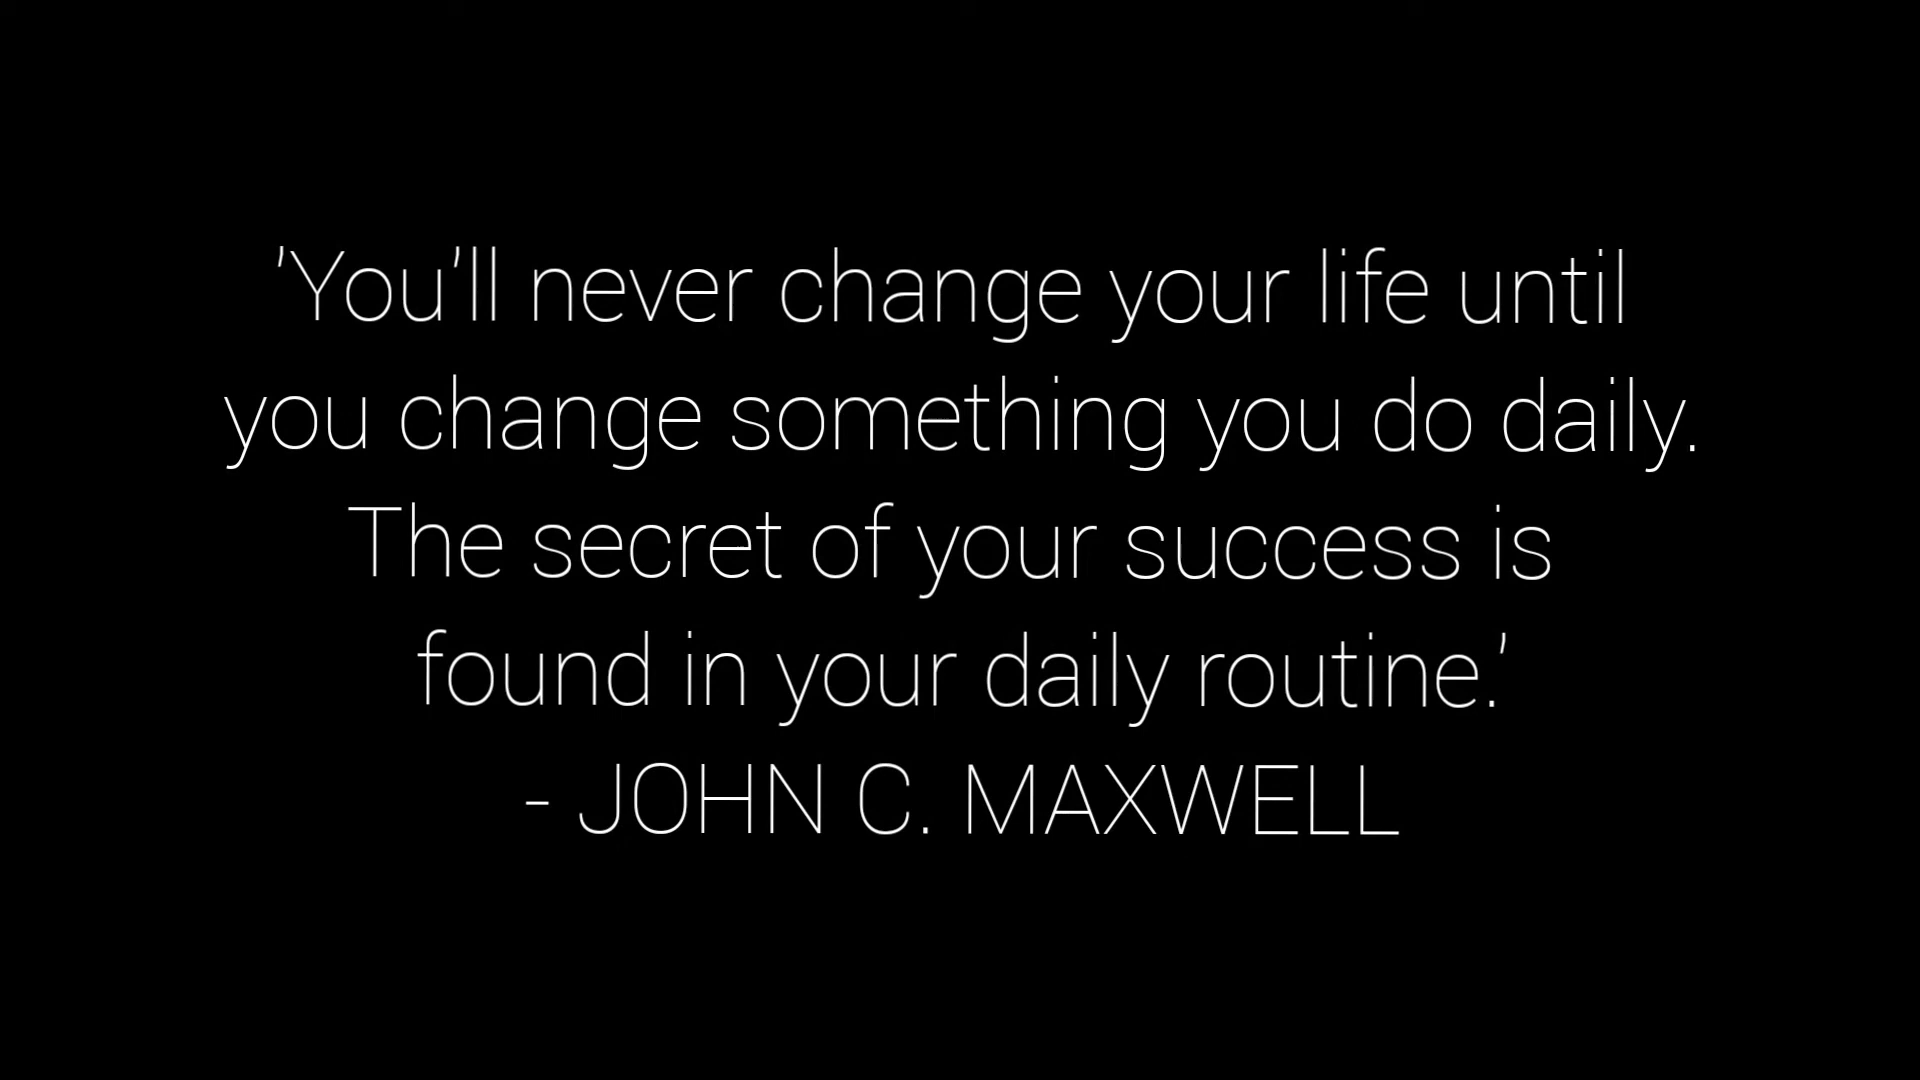 'You'll never change your life until
you change something you do daily.
The secret of your success is
found in your daily routine.'
- JOHN C. MAXWELL